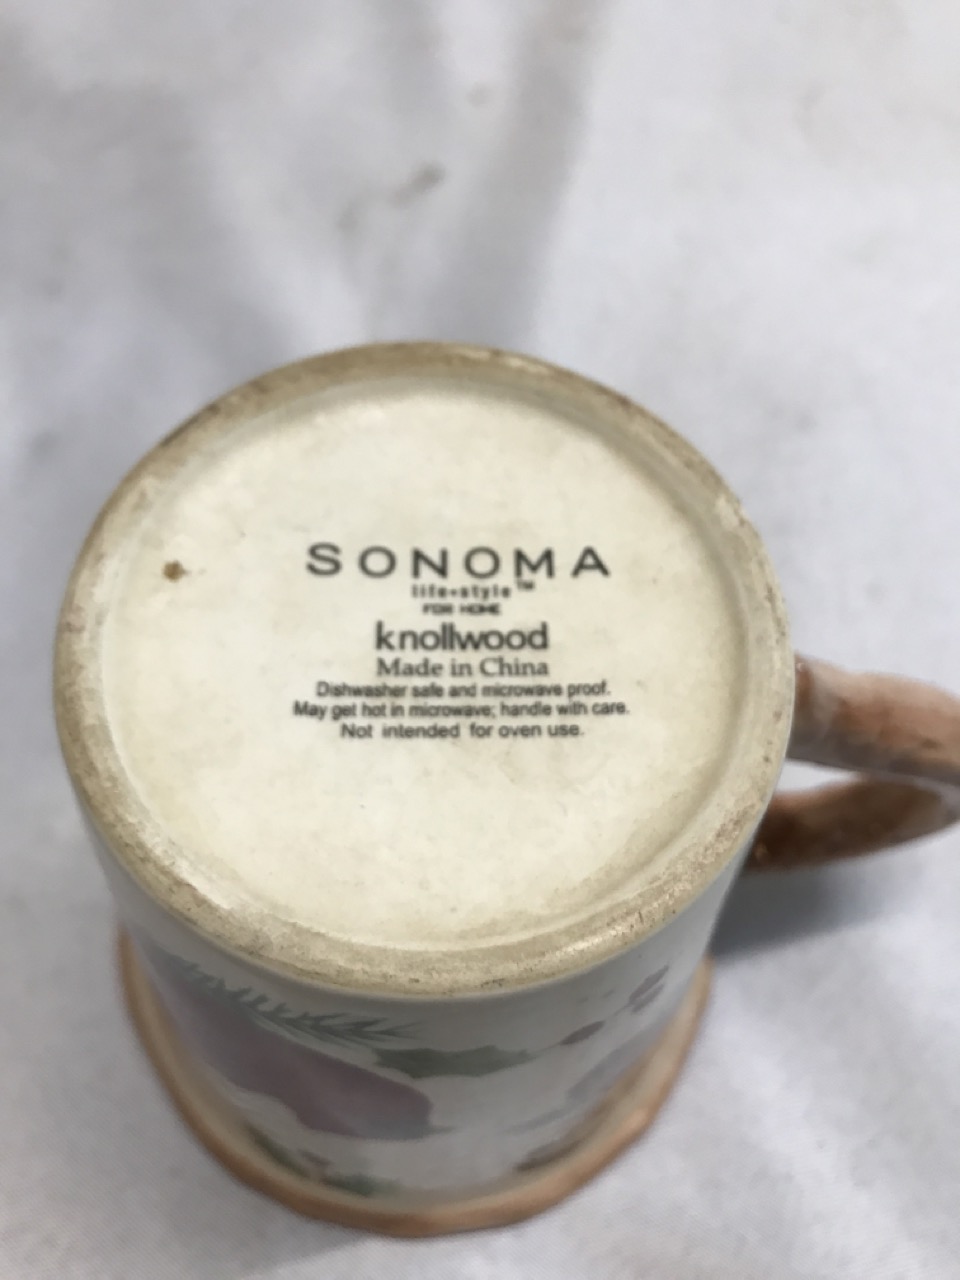 SONOMA
life+style™
FOR HOME
knollwood
Made in China
Dishwasher safe and microwave proof.
May get hot in microwave; handle with care.
Not intended for oven use.